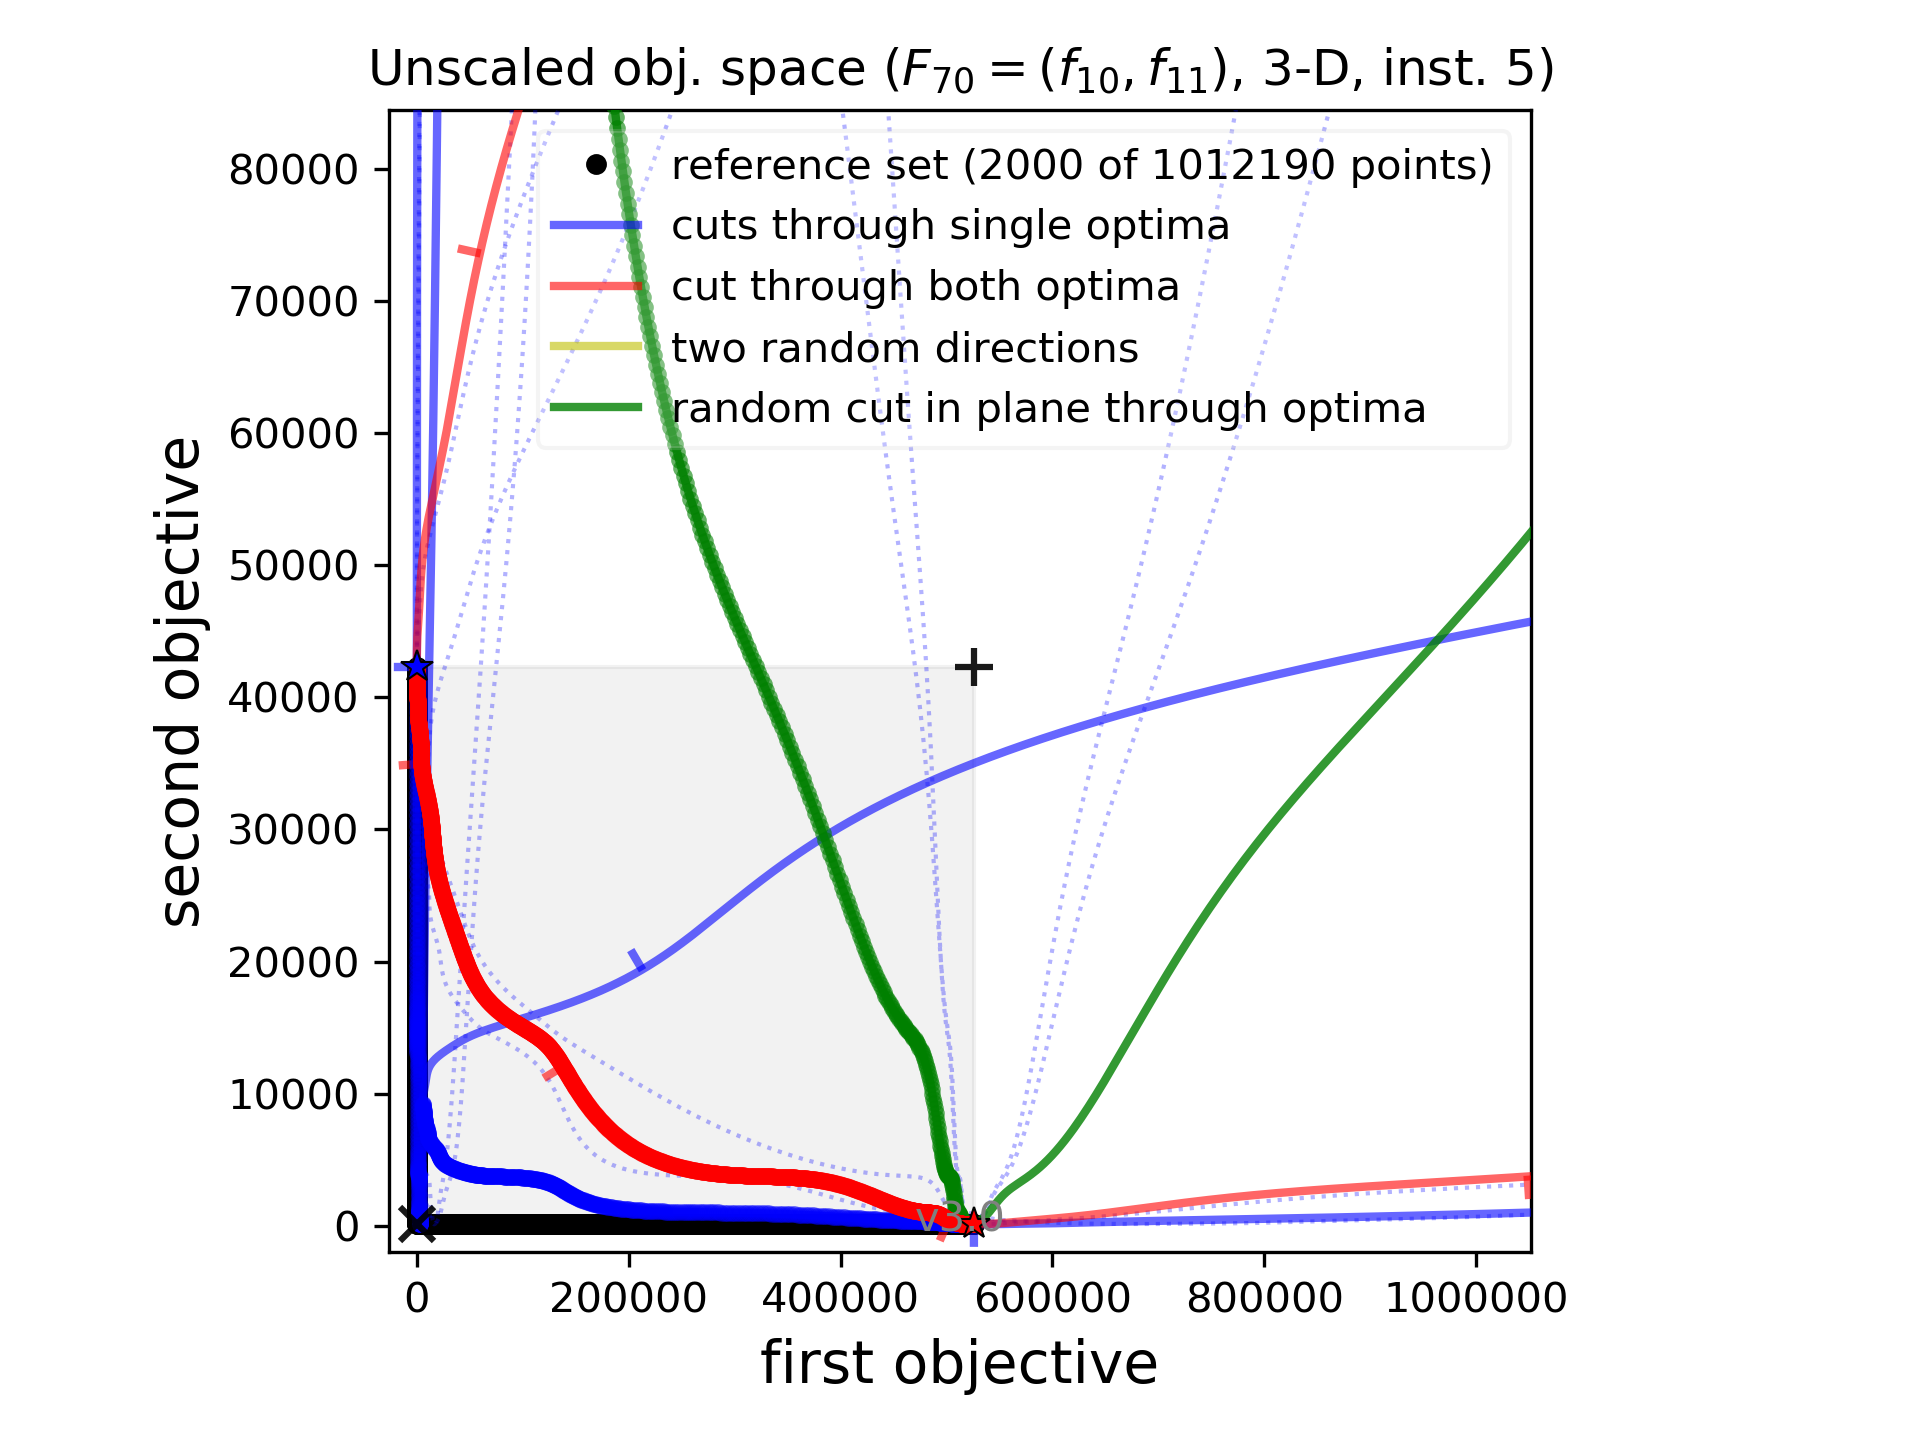 Unscaled obj. space (F70 = (f10, f11), 3-D, inst. 5)
reference set (2000 of 1012190 points)
cuts through single optima
cut through both optima
two random directions
random cut in plane through optima
80000
70000
60000
50000
40000
30000
20000
10000
0
second objective
v3.0
0
200000
400000
600000
800000
1000000
first objective